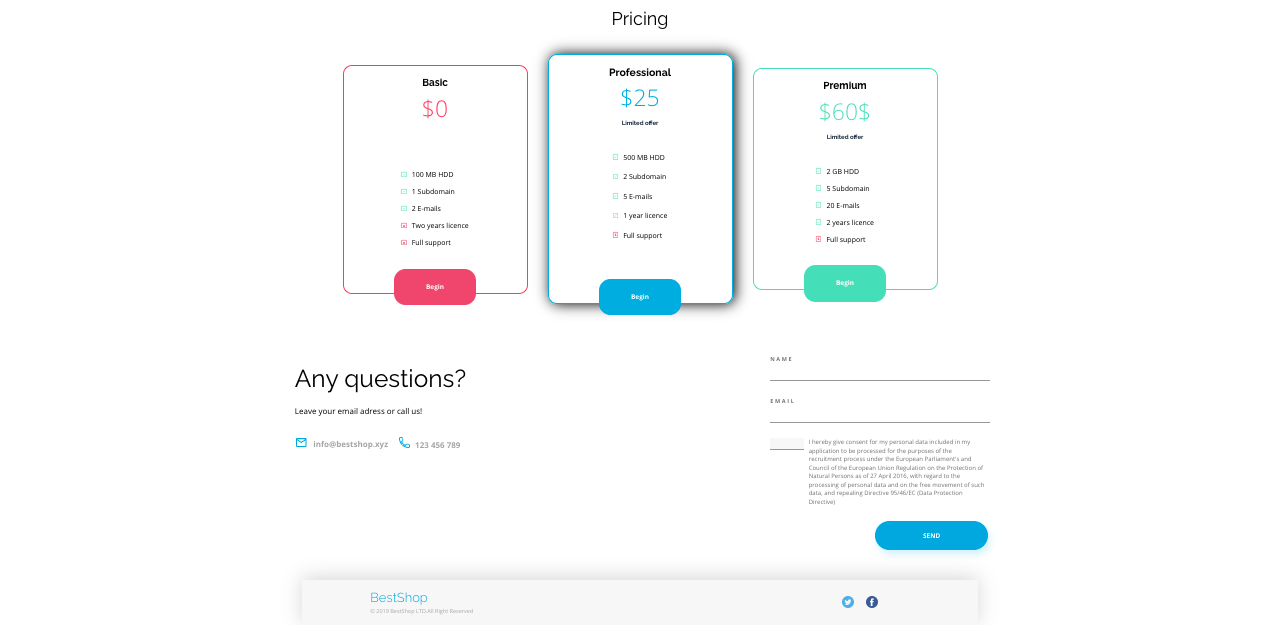 Pricing
Basic
$0
100 MB HDD
1 Subdomain
2 E-mails
Two years licence
Full support
Begin
Professional
$25
Limited offer
500 MB HDD
2 Subdomain
5 E-mails
1 year licence
Full support
Begin
Premium
$60$
Limited offer
2 GB HDD
5 Subdomain
20 E-mails
2 years licence
Full support
Begin
Any questions?
Leave your email adress or call us!
info@bestshop.xyz
123 456 789
NAME
EMAIL
I hereby give consent for my personal data included in my
application to be processed for the purposes of the
recruitment process under the European Parliament's and
Council of the European Union Regulation on the Protection of
Natural Persons as of 27 April 2016, with regard to the
processing of personal data and on the free movement of such
data, and repealing Directive 95/46/EC (Data Protection
Directive)
SEND
BestShop
© 2019 BestShop LTD.All Right Reserved